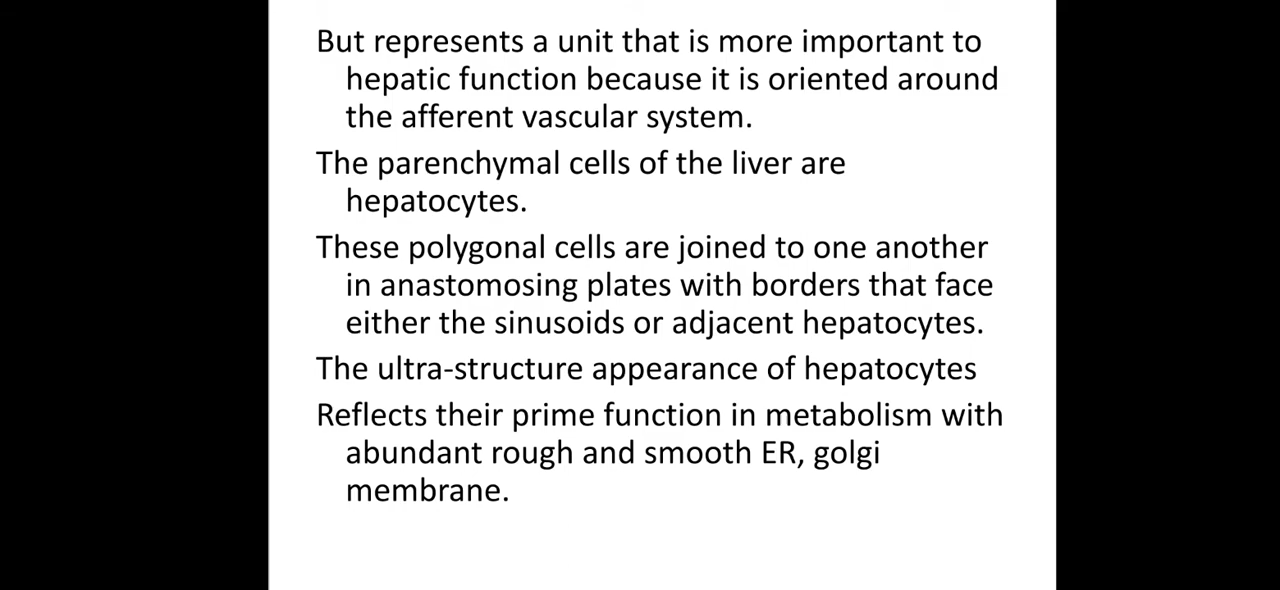 But represents a unit that is more important to
hepatic function because it is oriented around
the afferent vascular system.
The parenchymal cells of the liver are
hepatocytes.
These polygonal cells are joined to one another
in anastomosing plates with borders that face
either the sinusoids or adjacent hepatocytes.
The ultra-structure appearance of hepatocytes
Reflects their prime function in metabolism with
abundant rough and smooth ER, golgi
membrane.